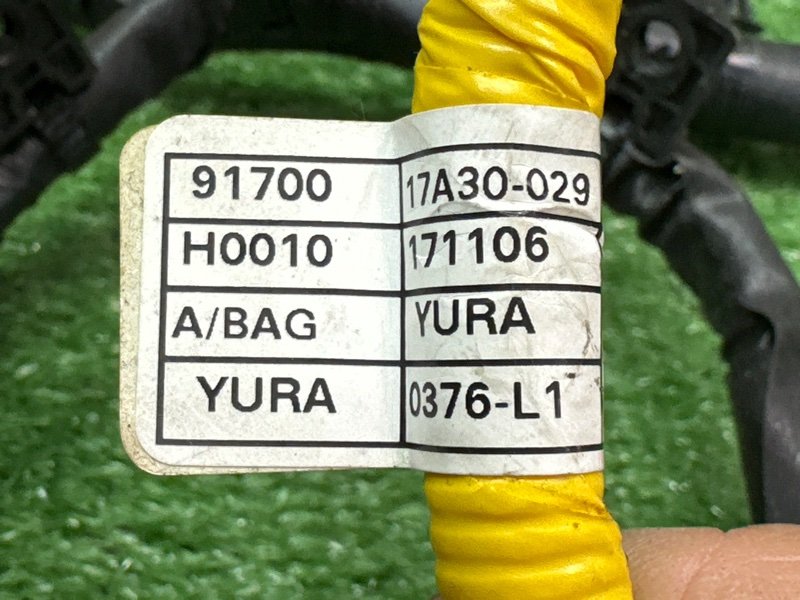 91700 17A30-029
H0010 171106
A/BAG YURA
YURA 0376-L1